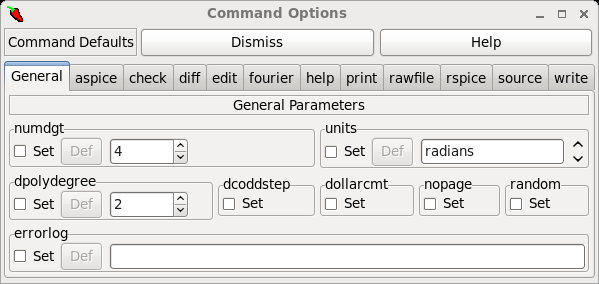 Command Options
Command Defaults Dismiss Help
General aspice check diff edit fourier help print rawfile rspice source write
General Parameters
numdgt units
Set Def 4 Set Def radians
dpolydegree dcoddstep dollarcmt nopage random
Set Def 2 Set Set Set Set
errorlog
Set Def